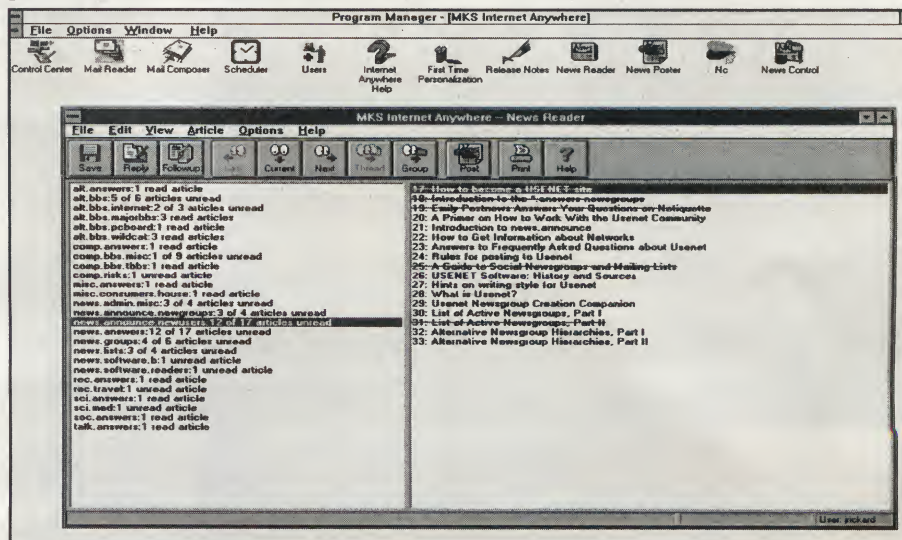 Program Manager - [MKS Internet Anywhere]
File Options Window Help
Control Center
Mail Reader
Mail Composer
Scheduler
Users
Internet Anywhere Help
First Time Personalization
Release Notes
News Reader
News Poster
Nc
News Control
MKS Internet Anywhere – News Reader
File Edit View Article Options Help
Save Reply Followup Last Current Next Thread Group Post Print Help
alt.answers:1 read article
alt.bbs:5 of 6 articles unread
alt.bbs.internet:2 of 3 articles unread
alt.bbs.majorbbs:3 read articles
alt.bbs.pcboard:1 read article
alt.bbs.wildcat:3 read articles
comp.answers:1 read article
comp.bbs.misc:1 of 9 articles unread
comp.bbs.tbbs:1 read article
comp.risks:1 unread article
misc.answers:1 read article
misc.consumers.house:1 read article
news.admin.misc:3 of 4 articles unread
news.announce.newgroups:3 of 4 articles unread
news.announce.newusers:12 of 17 articles unread
news.answers:12 of 17 articles unread
news.groups:4 of 6 articles unread
news.lists:3 of 4 articles unread
news.software.b:1 unread article
news.software.readers:1 unread article
rec.answers:1 read article
rec.travel:1 unread article
sci.answers:1 read article
sci.med:1 unread article
soc.answers:1 read article
talk.answers:1 read article
17: How to become a USENET site
18: Introduction to the *.answers newsgroups
19: Emily Postnews Answers Your Questions on Netiquette
20: A Primer on How to Work With the Usenet Community
21: Introduction to news.announce
22: How to Get Information about Networks
23: Answers to Frequently Asked Questions about Usenet
24: Rules for posting to Usenet
25: A Guide to Social Newsgroups and Mailing Lists
26: USENET Software: History and Sources
27: Hints on writing style for Usenet
28: What is Usenet?
29: Usenet Newsgroup Creation Companion
30: List of Active Newsgroups, Part I
31: List of Active Newsgroups, Part II
32: Alternative Newsgroup Hierarchies, Part I
33: Alternative Newsgroup Hierarchies, Part II
User: jrickard